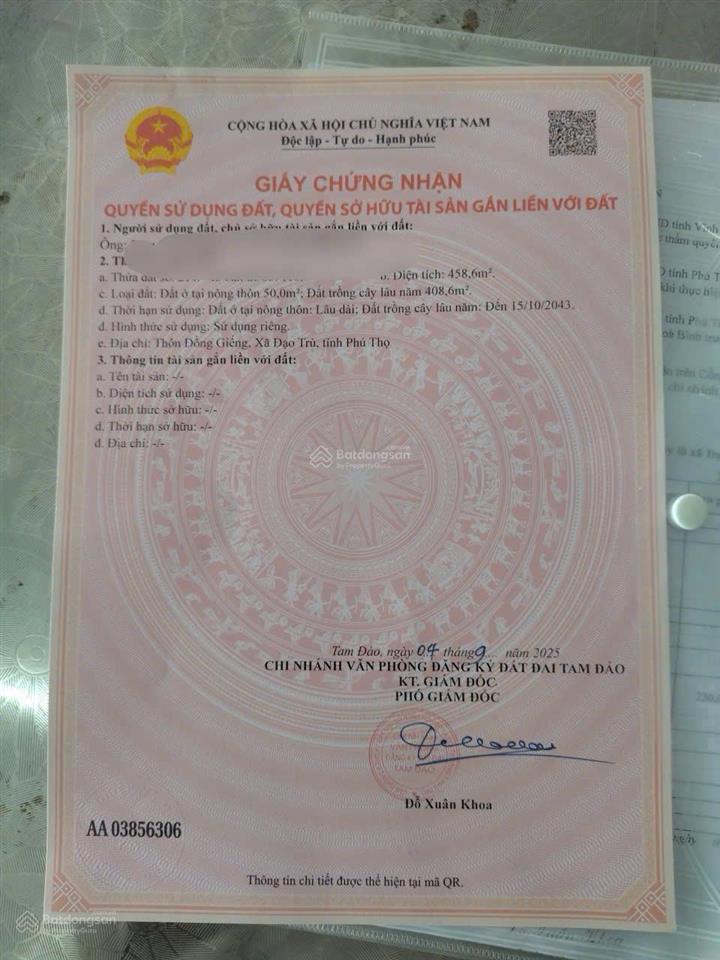 CỘNG HÒA XÃ HỘI CHỦ NGHĨA VIỆT NAM
Độc lập - Tự do - Hạnh phúc
GIẤY CHỨNG NHẬN
QUYỀN SỬ DỤNG ĐẤT, QUYỀN SỞ HỮU TÀI SẢN GẮN LIỀN VỚI ĐẤT
1. Người sử dụng đất, chủ sở hữu tài sản gắn liền với đất:
Ông:
2. Th
a. Thửa đất số: Diện tích: 458,6m².
c. Loại đất: Đất ở tại nông thôn 50,0m²; Đất trồng cây lâu năm 408,6m².
d. Thời hạn sử dụng: Đất ở tại nông thôn: Lâu dài; Đất trồng cây lâu năm: Đến 15/10/2043.
đ. Hình thức sử dụng: Sử dụng riêng.
e. Địa chỉ: Thôn Đồng Giếng, Xã Đạo Trù, tỉnh Phú Thọ
3. Thông tin tài sản gắn liền với đất:
a. Tên tài sản: -/-
b. Diện tích sử dụng: -/-
c. Hình thức sở hữu: -/-
d. Thời hạn sở hữu: -/-
đ. Địa chỉ: -/-
Batdongsan
by PropertyGuru
Tam Đảo, ngày 04 tháng 9 năm 2025
CHI NHÁNH VĂN PHÒNG ĐĂNG KÝ ĐẤT ĐAI TAM ĐẢO
KT. GIÁM ĐỐC
PHÓ GIÁM ĐỐC
TAM ĐẢO
Đỗ Xuân Khoa
AA 03856306
Thông tin chi tiết được thể hiện tại mã QR.
Batdongsan
by PropertyGuru